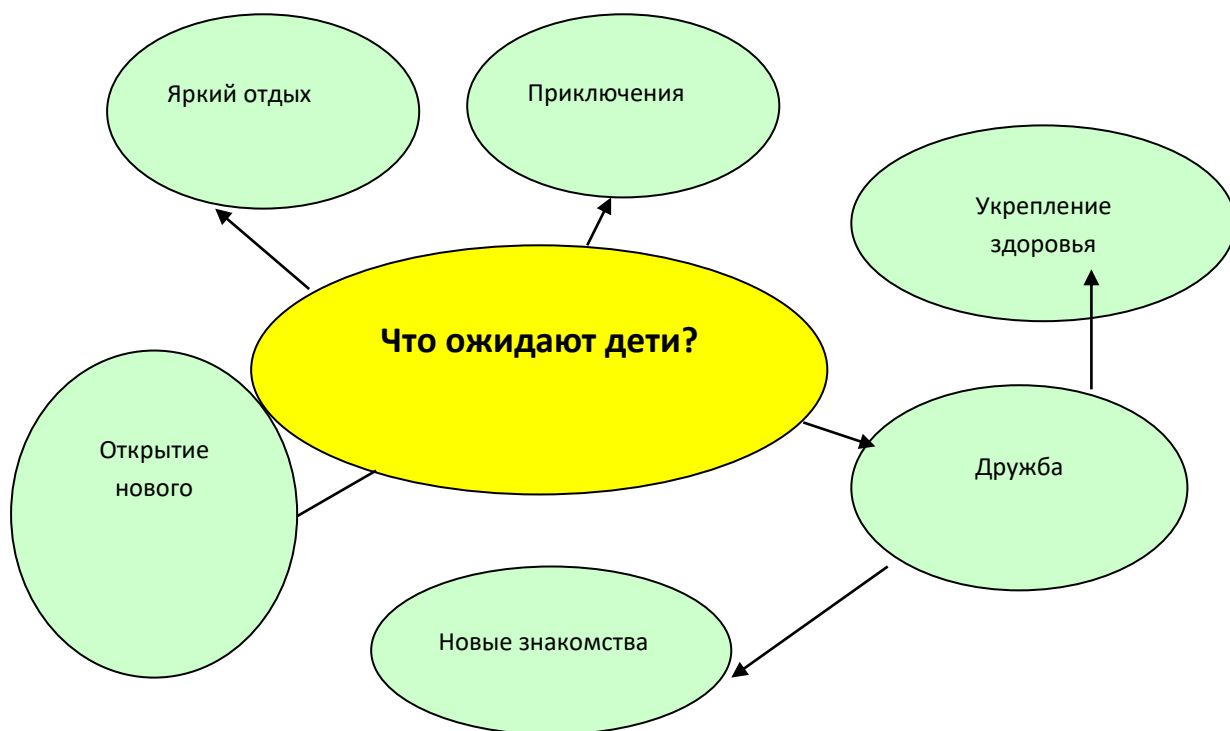 Яркий отдых
Приключения
Укрепление
здоровья
Что ожидают дети?
Открытие
нового
Дружба
Новые знакомства